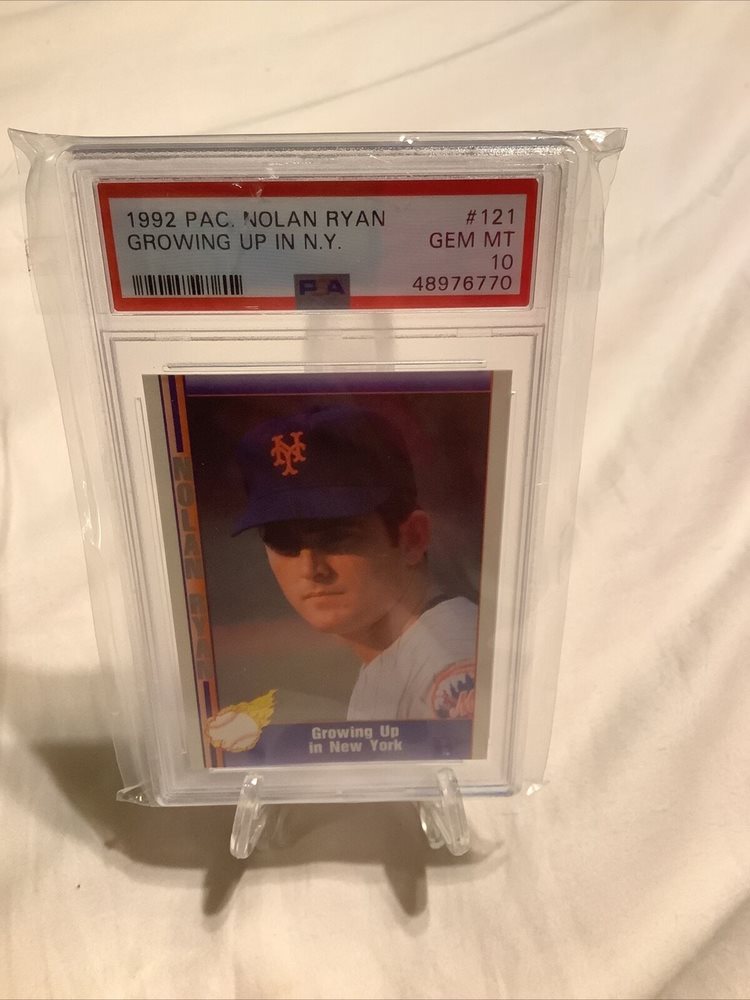 1992 PAC. NOLAN RYAN #121
GROWING UP IN N.Y. GEM MT
10
PSA 48976770
NY
NOLAN RYAN
Growing Up
in New York